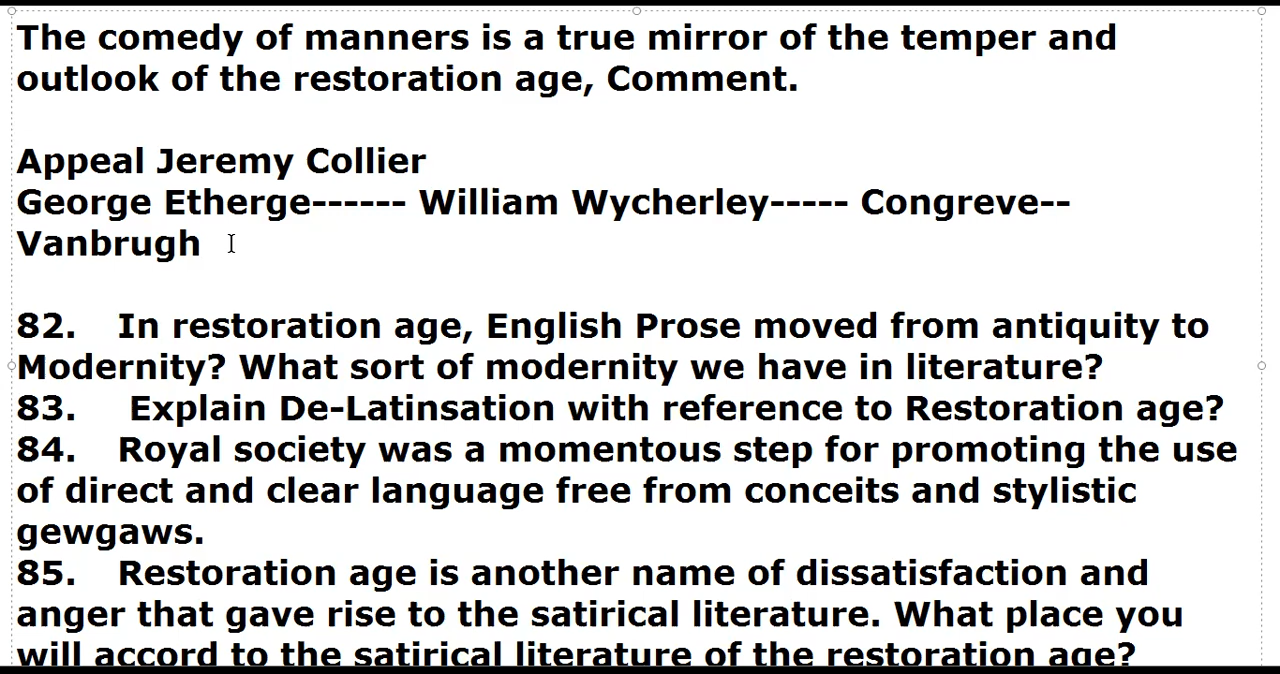 The comedy of manners is a true mirror of the temper and
outlook of the restoration age, Comment.
Appeal Jeremy Collier
George Etherge------ William Wycherley----- Congreve--
Vanbrugh
82. In restoration age, English Prose moved from antiquity to
Modernity? What sort of modernity we have in literature?
83. Explain De-Latinsation with reference to Restoration age?
84. Royal society was a momentous step for promoting the use
of direct and clear language free from conceits and stylistic
gewgaws.
85. Restoration age is another name of dissatisfaction and
anger that gave rise to the satirical literature. What place you
will accord to the satirical literature of the restoration age?